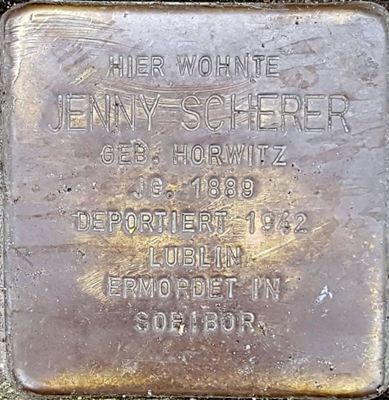 HIER WOHNTE
JENNY SCHERER
GEB. HORWITZ
JG. 1889
DEPORTIERT 1942
LUBLIN
ERMORDET IN
SOBIBOR